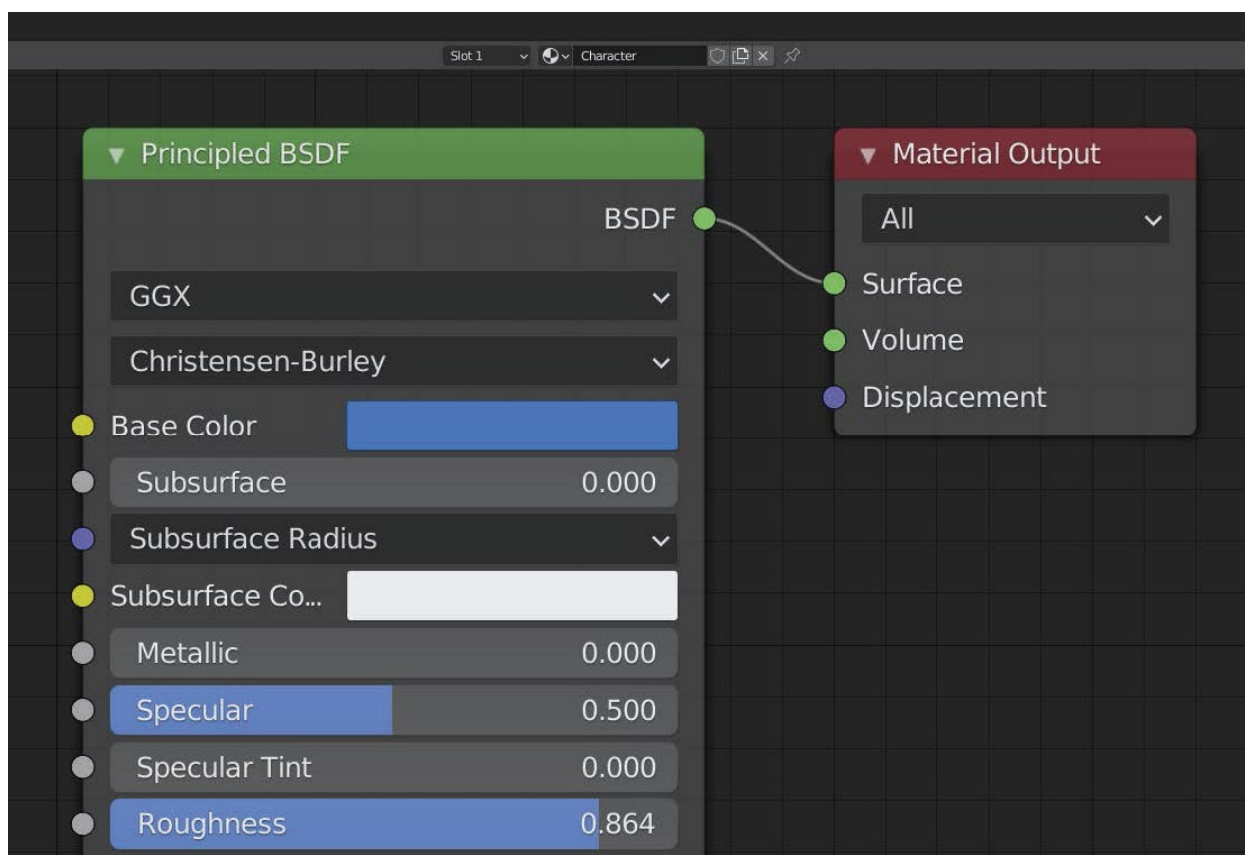 Slot 1 Character
Principled BSDF
BSDF
GGX
Christensen-Burley
Base Color
Subsurface 0.000
Subsurface Radius
Subsurface Co...
Metallic 0.000
Specular 0.500
Specular Tint 0.000
Roughness 0.864
Material Output
All
Surface
Volume
Displacement